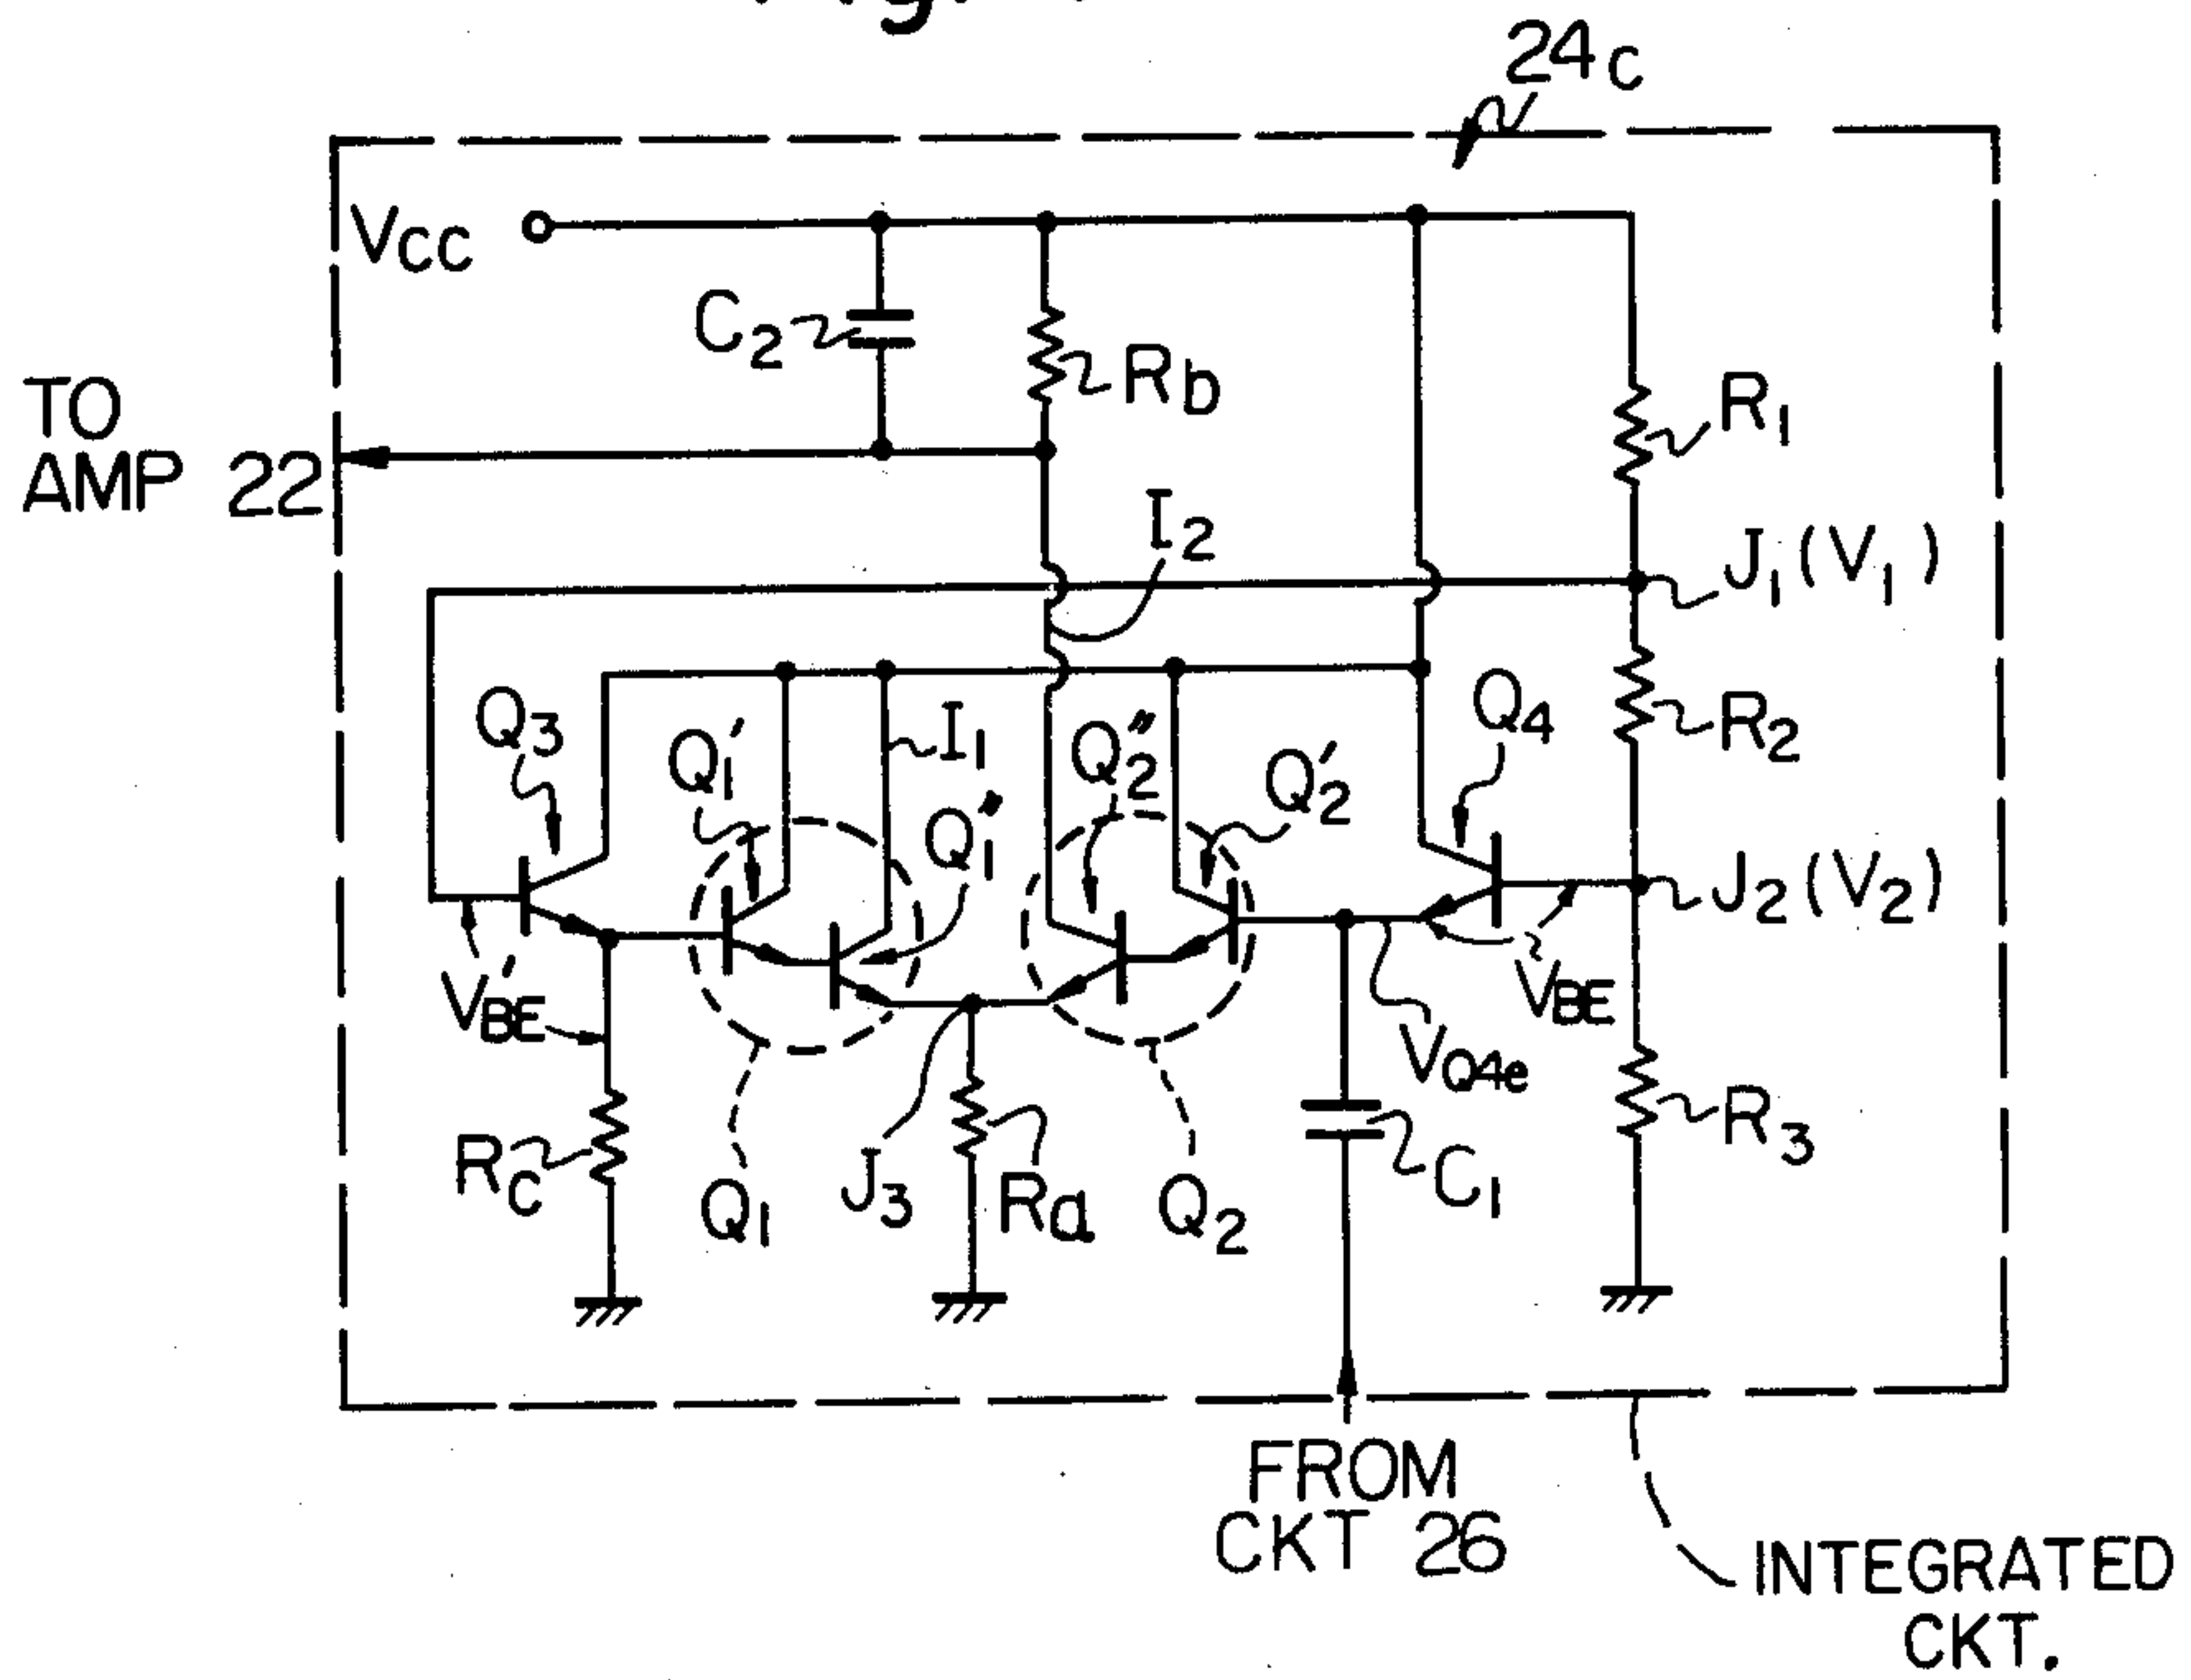 24c
Vcc
C2
Rb
R1
TO
AMP 22
I2
J1 (V1)
Q3
Q1'
I1
Q1"
Q2"
Q2'
Q4
R2
J2 (V2)
VBE'
VBE
VQ4e
Rc
Q1
J3
Ra
Q2
C1
R3
FROM
CKT 26
INTEGRATED
CKT.